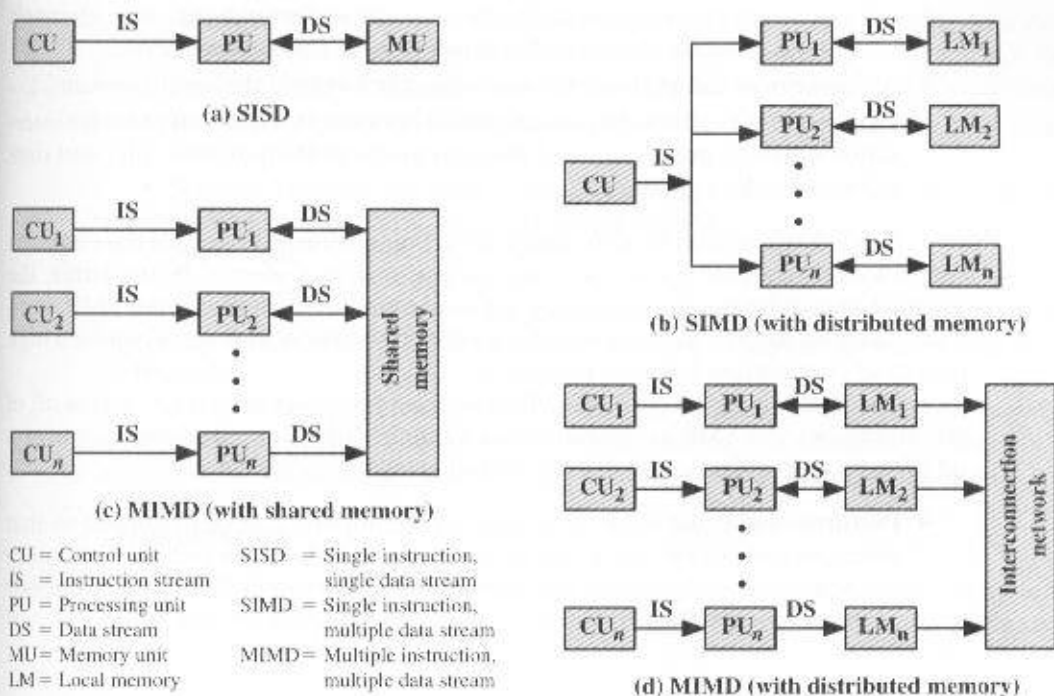 CU IS PU DS MU
(a) SISD
PU1 DS LM1
PU2 DS LM2
IS
CU
PUn DS LMn
(b) SIMD (with distributed memory)
CU1 IS PU1 DS
CU2 IS PU2 DS
CUn IS PUn DS
Shared
memory
(c) MIMD (with shared memory)
CU = Control unit
IS = Instruction stream
PU = Processing unit
DS = Data stream
MU = Memory unit
LM = Local memory
SISD = Single instruction,
single data stream
SIMD = Single instruction,
multiple data stream
MIMD = Multiple instruction,
multiple data stream
CU1 IS PU1 DS LM1
CU2 IS PU2 DS LM2
CUn IS PUn DS LMn
Interconnection
network
(d) MIMD (with distributed memory)